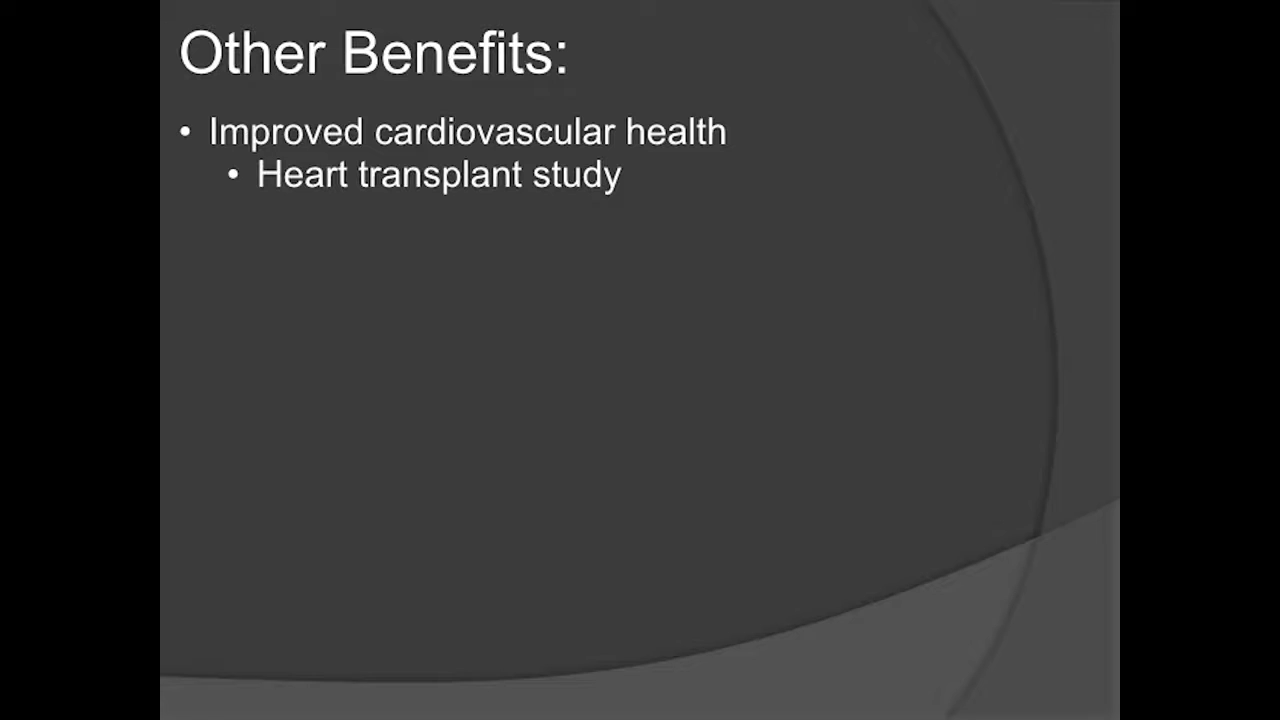 Other Benefits:
• Improved cardiovascular health
• Heart transplant study